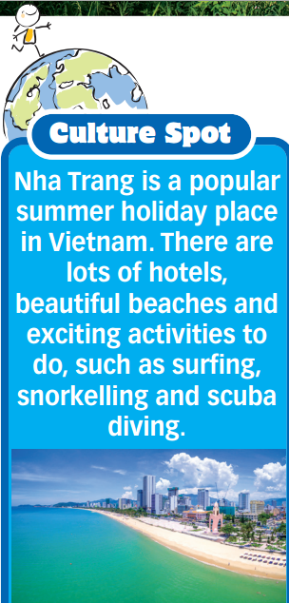 Culture Spot
Nha Trang is a popular
summer holiday place
in Vietnam. There are
lots of hotels,
beautiful beaches and
exciting activities to
do, such as surfing,
snorkelling and scuba
diving.